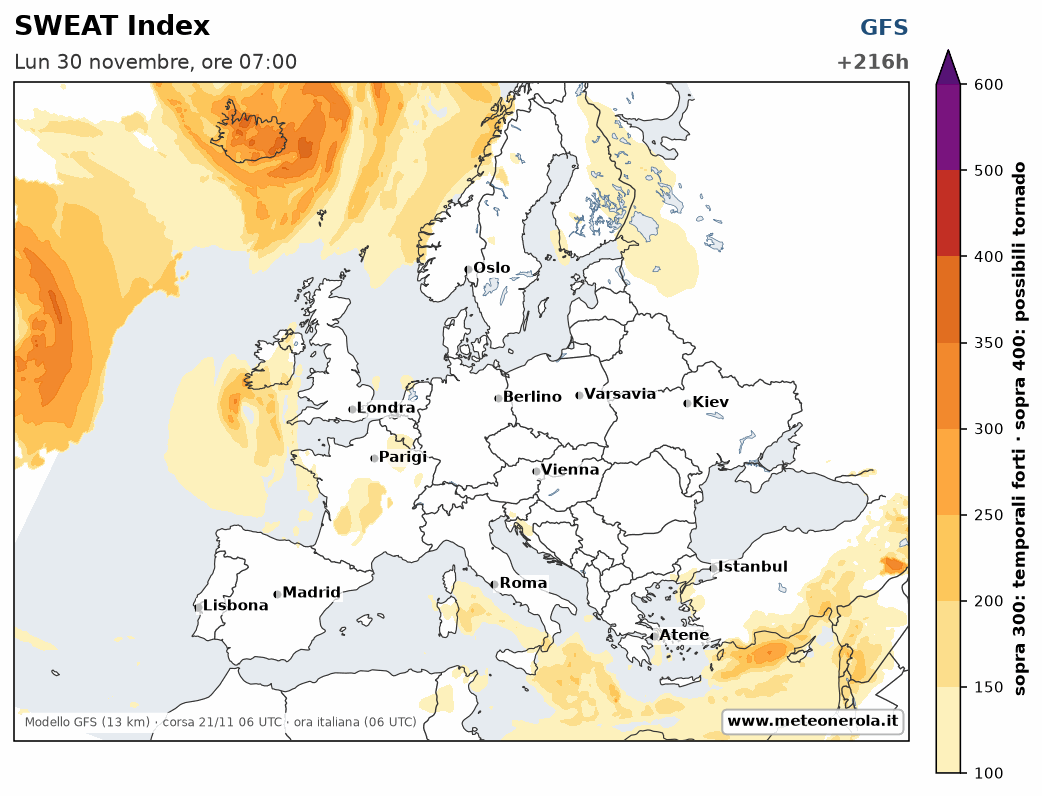 SWEAT Index
GFS
Lun 30 novembre, ore 07:00
+216h
600
500
400
350
300
250
200
150
100
sopra 300: temporali forti · sopra 400: possibili tornado
Oslo
Londra
Berlino
Varsavia
Kiev
Parigi
Vienna
Istanbul
Roma
Madrid
Lisbona
Atene
Modello GFS (13 km) · corsa 21/11 06 UTC · ora italiana (06 UTC)
www.meteonerola.it